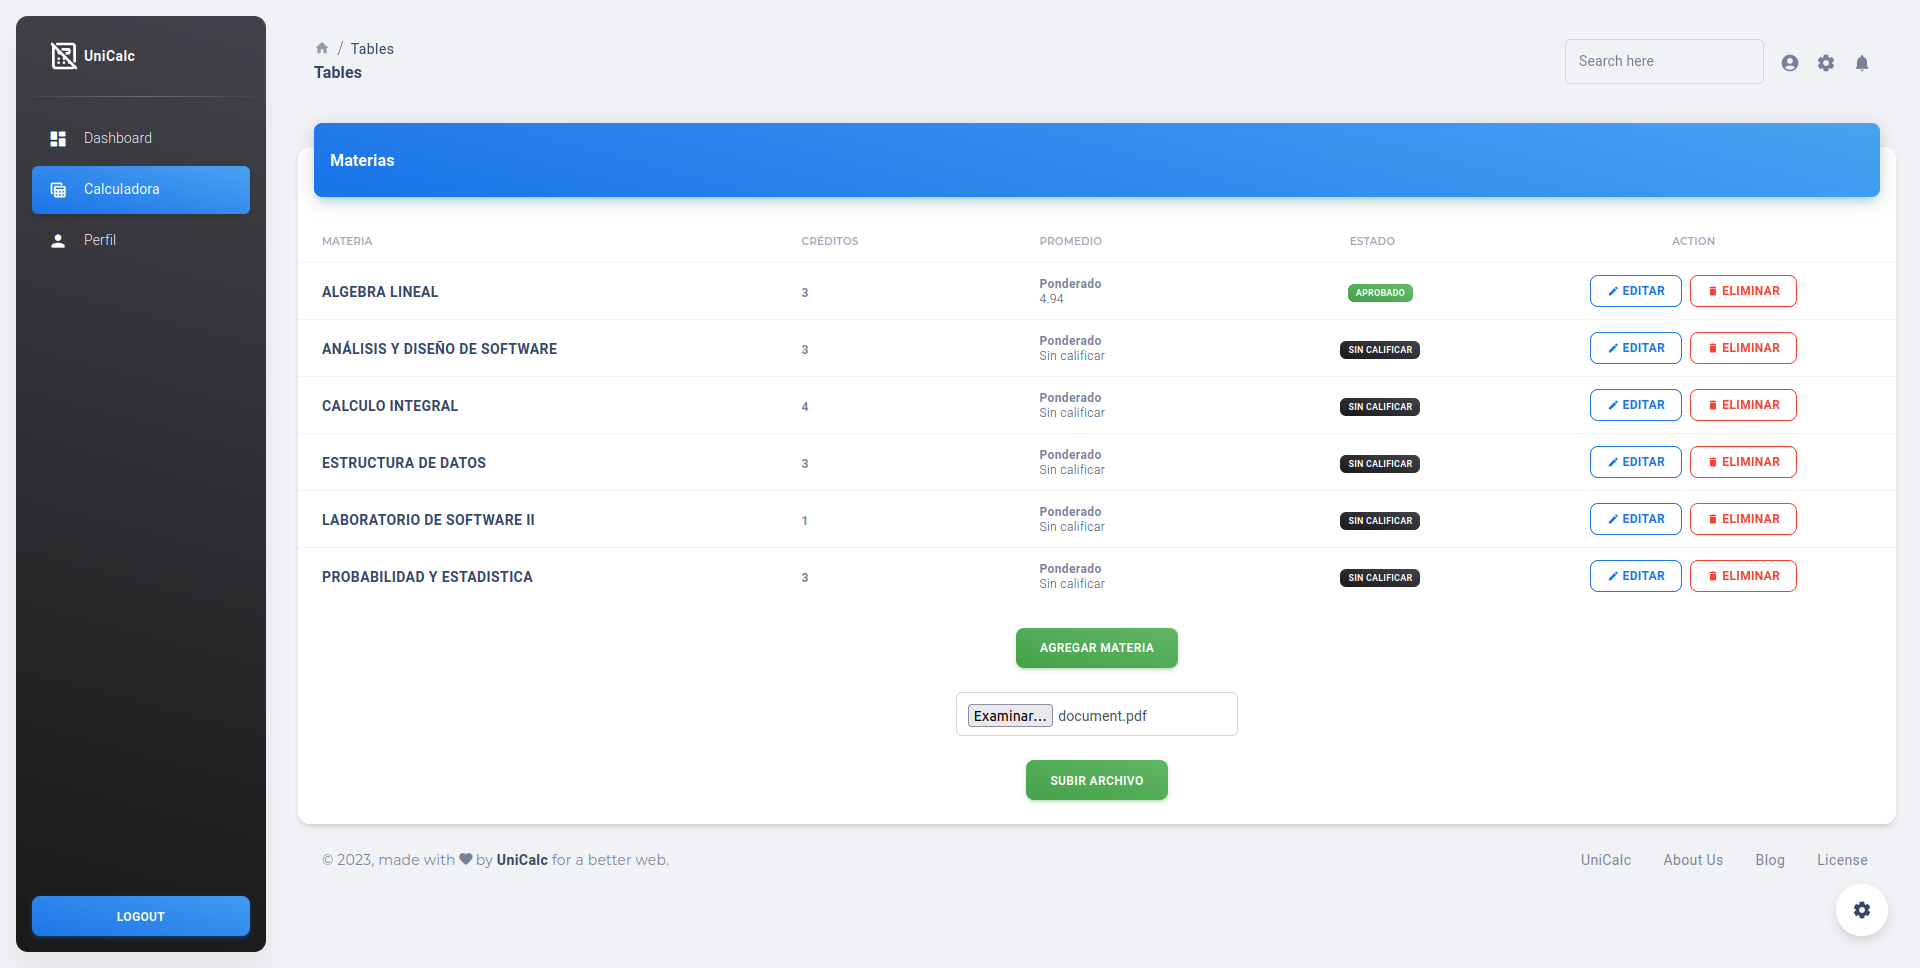 UniCalc
Dashboard
Calculadora
Perfil
LOGOUT
/ Tables
Tables
Search here
Materias
MATERIA CRÉDITOS PROMEDIO ESTADO ACTION
ALGEBRA LINEAL 3 Ponderado 4.94 APROBADO EDITAR ELIMINAR
ANÁLISIS Y DISEÑO DE SOFTWARE 3 Ponderado Sin calificar SIN CALIFICAR EDITAR ELIMINAR
CALCULO INTEGRAL 4 Ponderado Sin calificar SIN CALIFICAR EDITAR ELIMINAR
ESTRUCTURA DE DATOS 3 Ponderado Sin calificar SIN CALIFICAR EDITAR ELIMINAR
LABORATORIO DE SOFTWARE II 1 Ponderado Sin calificar SIN CALIFICAR EDITAR ELIMINAR
PROBABILIDAD Y ESTADISTICA 3 Ponderado Sin calificar SIN CALIFICAR EDITAR ELIMINAR
AGREGAR MATERIA
Examinar... document.pdf
SUBIR ARCHIVO
© 2023, made with by UniCalc for a better web.
UniCalc About Us Blog License